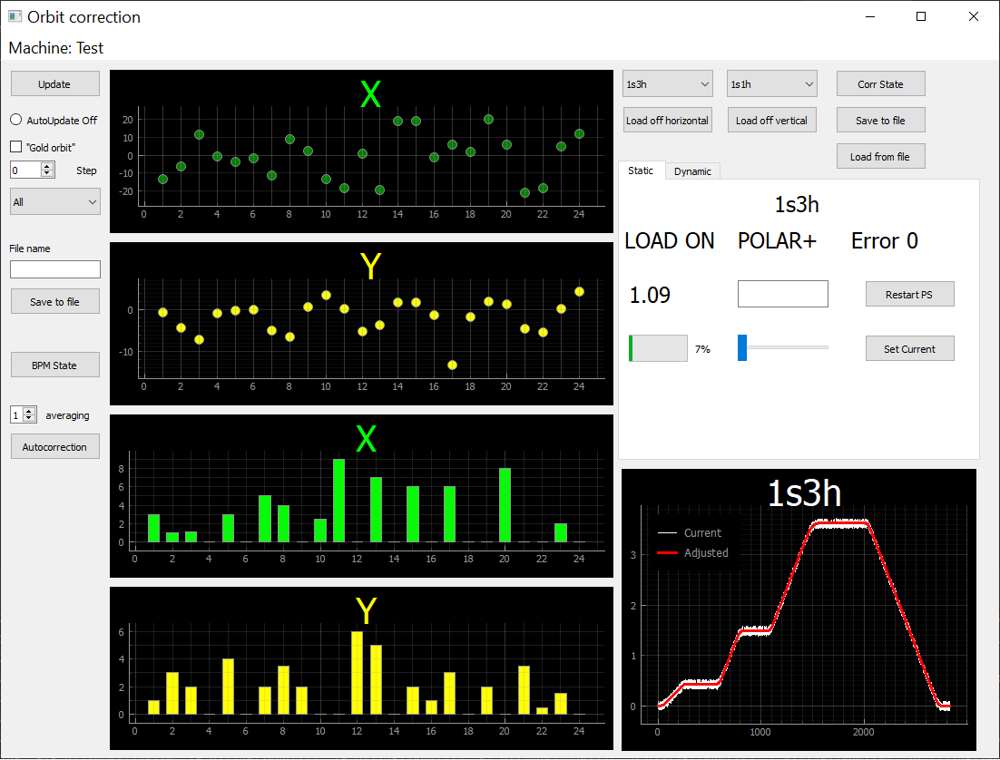 Orbit correction
Machine: Test
Update
AutoUpdate Off
"Gold orbit"
0 Step
All
File name
Save to file
BPM State
1 averaging
Autocorrection
X
20
10
0
-10
-20
0 2 4 6 8 10 12 14 16 18 20 22 24
Y
0
-10
0 2 4 6 8 10 12 14 16 18 20 22 24
X
8
6
4
2
0
0 2 4 6 8 10 12 14 16 18 20 22 24
Y
6
4
2
0
0 2 4 6 8 10 12 14 16 18 20 22 24
1s3h 1s1h Corr State
Load off horizontal Load off vertical Save to file
Load from file
Static Dynamic
1s3h
LOAD ON POLAR+ Error 0
1.09 Restart PS
7% Set Current
1s3h
Current
Adjusted
3
2
1
0
0 1000 2000